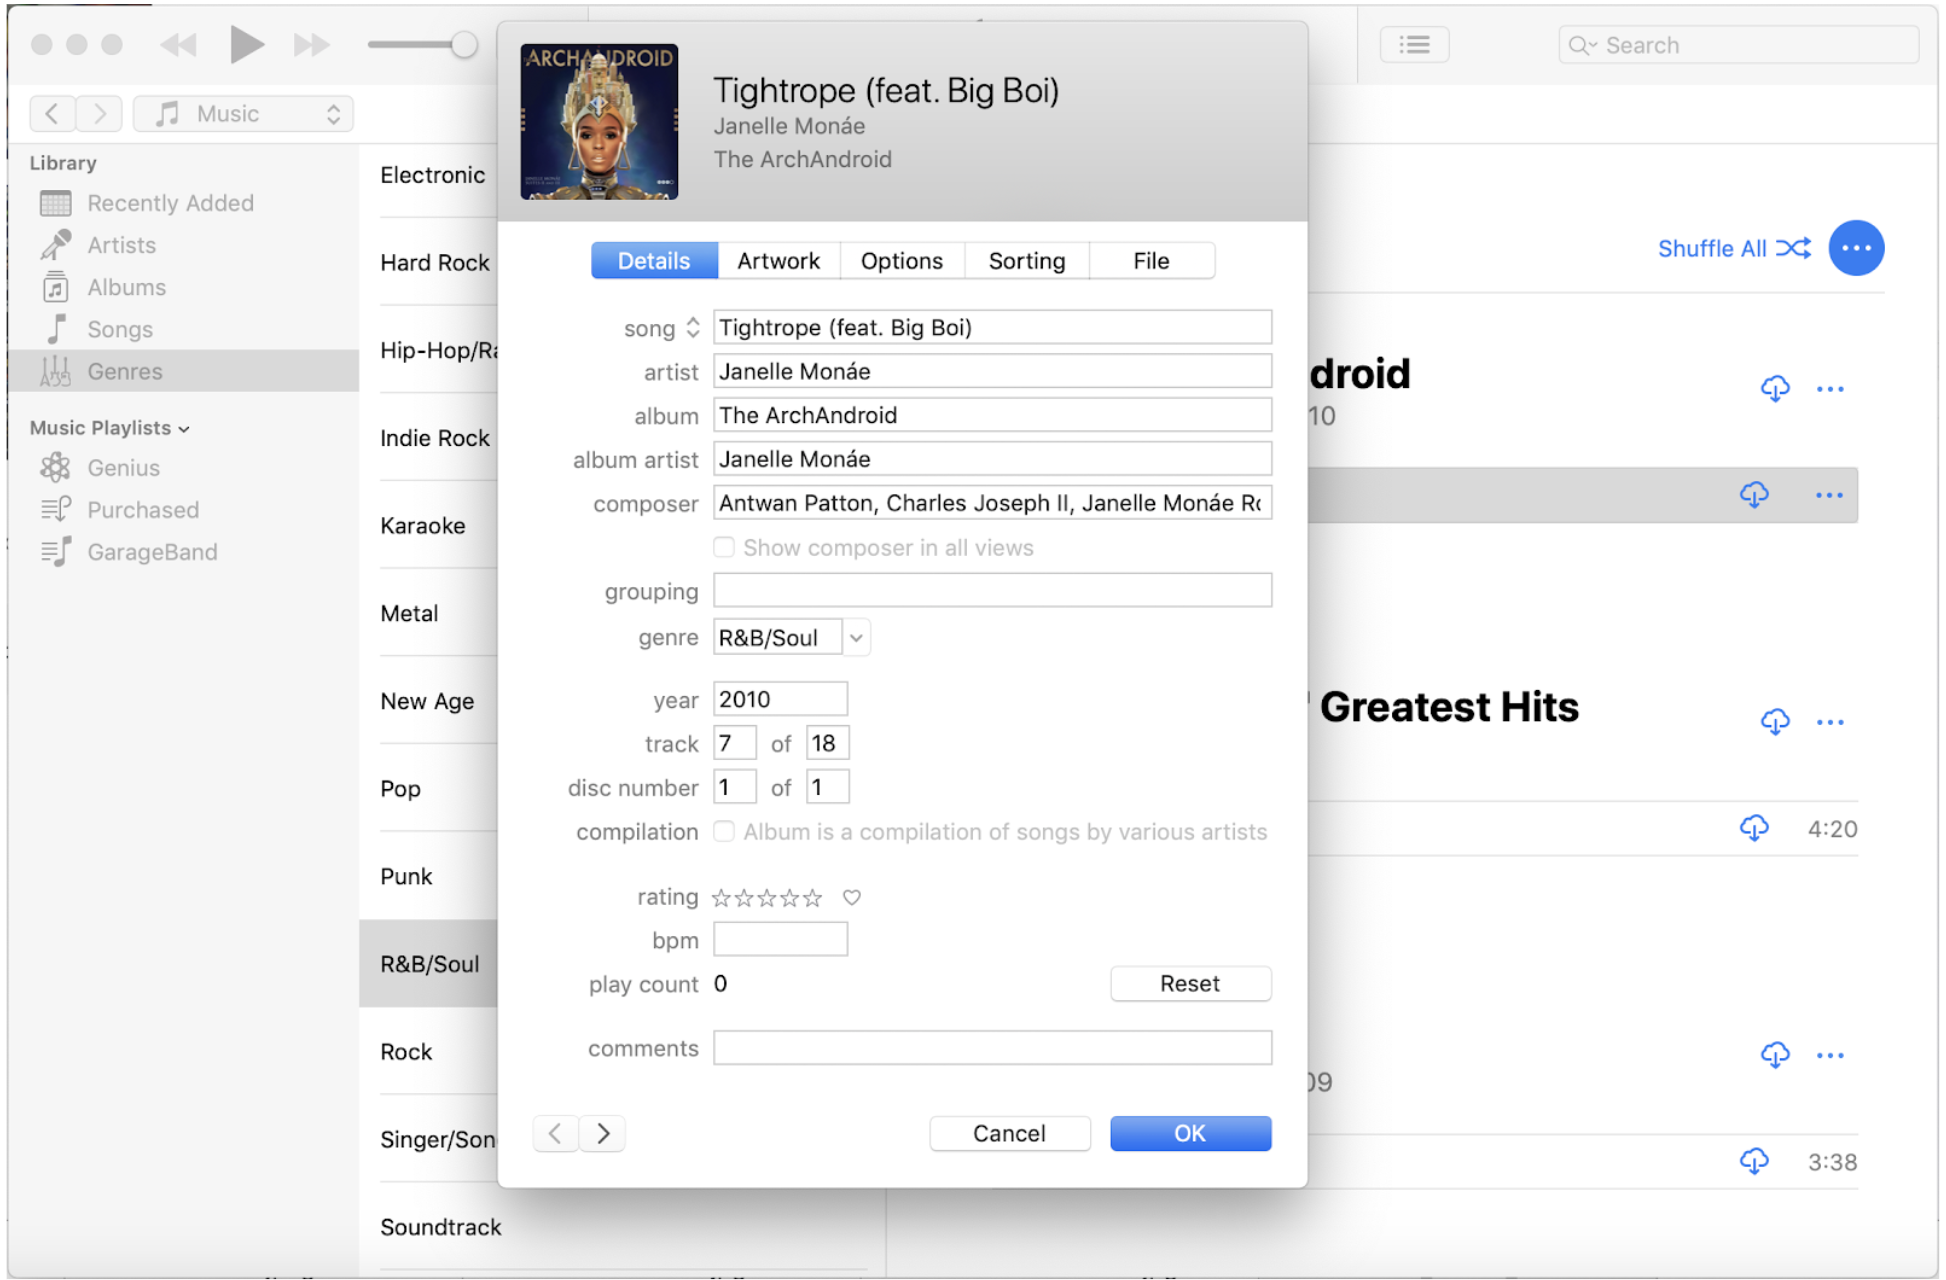 Search
Music
Library
Recently Added
Artists
Albums
Songs
Genres
Music Playlists
Genius
Purchased
GarageBand
Electronic
Hard Rock
Hip-Hop/Ra
Indie Rock
Karaoke
Metal
New Age
Pop
Punk
R&B/Soul
Rock
Singer/Son
Soundtrack
ARCHANDROID
Tightrope (feat. Big Boi)
Janelle Monáe
The ArchAndroid
Details Artwork Options Sorting File
song Tightrope (feat. Big Boi)
artist Janelle Monáe
album The ArchAndroid
album artist Janelle Monáe
composer Antwan Patton, Charles Joseph II, Janelle Monáe Ro
Show composer in all views
grouping
genre R&B/Soul
year 2010
track 7 of 18
disc number 1 of 1
compilation Album is a compilation of songs by various artists
rating
bpm
play count 0 Reset
comments
Cancel OK
Shuffle All
droid
10
Greatest Hits
4:20
09
3:38